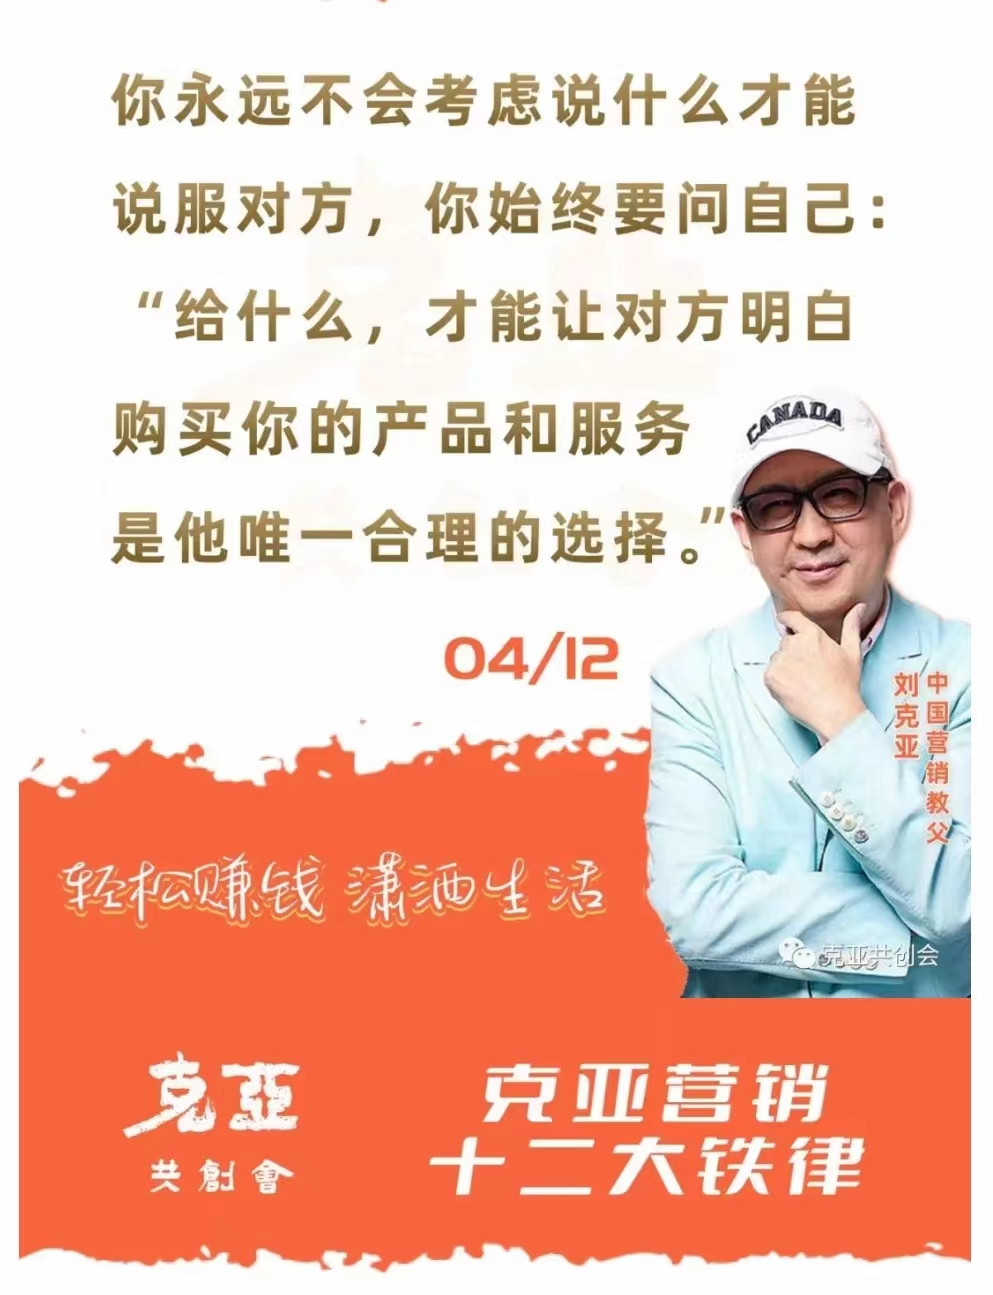 你永远不会考虑说什么才能
说服对方，你始终要问自己：
“给什么，才能让对方明白
购买你的产品和服务
是他唯一合理的选择。”
CANADA
04/12
中国营销教父
刘克亚
轻松赚钱 潇洒生活
克亚共创会
克亞
共創會
克亚营销
十二大铁律